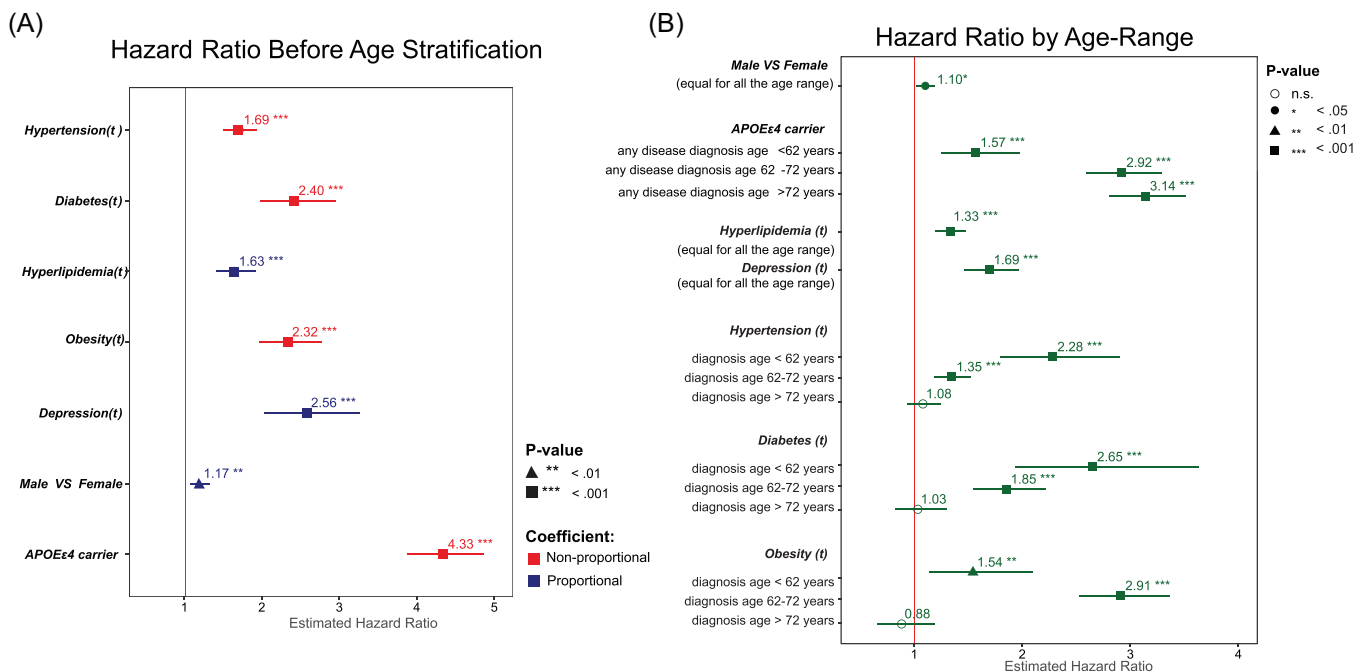 (A)
Hazard Ratio Before Age Stratification
Hypertension(t )
1.69 ***
Diabetes(t)
2.40 ***
Hyperlipidemia(t)
1.63 ***
Obesity(t)
2.32 ***
Depression(t)
2.56 ***
Male VS Female
1.17 **
APOEε4 carrier
4.33 ***
1 2 3 4 5
Estimated Hazard Ratio
P-value
** < .01
*** < .001
Coefficient:
Non-proportional
Proportional
(B)
Hazard Ratio by Age-Range
Male VS Female
(equal for all the age range)
1.10*
APOEε4 carrier
any disease diagnosis age <62 years
1.57 ***
any disease diagnosis age 62 -72 years
2.92 ***
any disease diagnosis age >72 years
3.14 ***
Hyperlipidemia (t)
1.33 ***
(equal for all the age range)
Depression (t)
1.69 ***
(equal for all the age range)
Hypertension (t)
diagnosis age < 62 years
2.28 ***
diagnosis age 62-72 years
1.35 ***
diagnosis age > 72 years
1.08
Diabetes (t)
diagnosis age < 62 years
2.65 ***
diagnosis age 62-72 years
1.85 ***
diagnosis age > 72 years
1.03
Obesity (t)
1.54 **
diagnosis age < 62 years
2.91 ***
diagnosis age 62-72 years
0.88
diagnosis age > 72 years
1 2 3 4
Estimated Hazard Ratio
P-value
n.s.
* < .05
** < .01
*** < .001